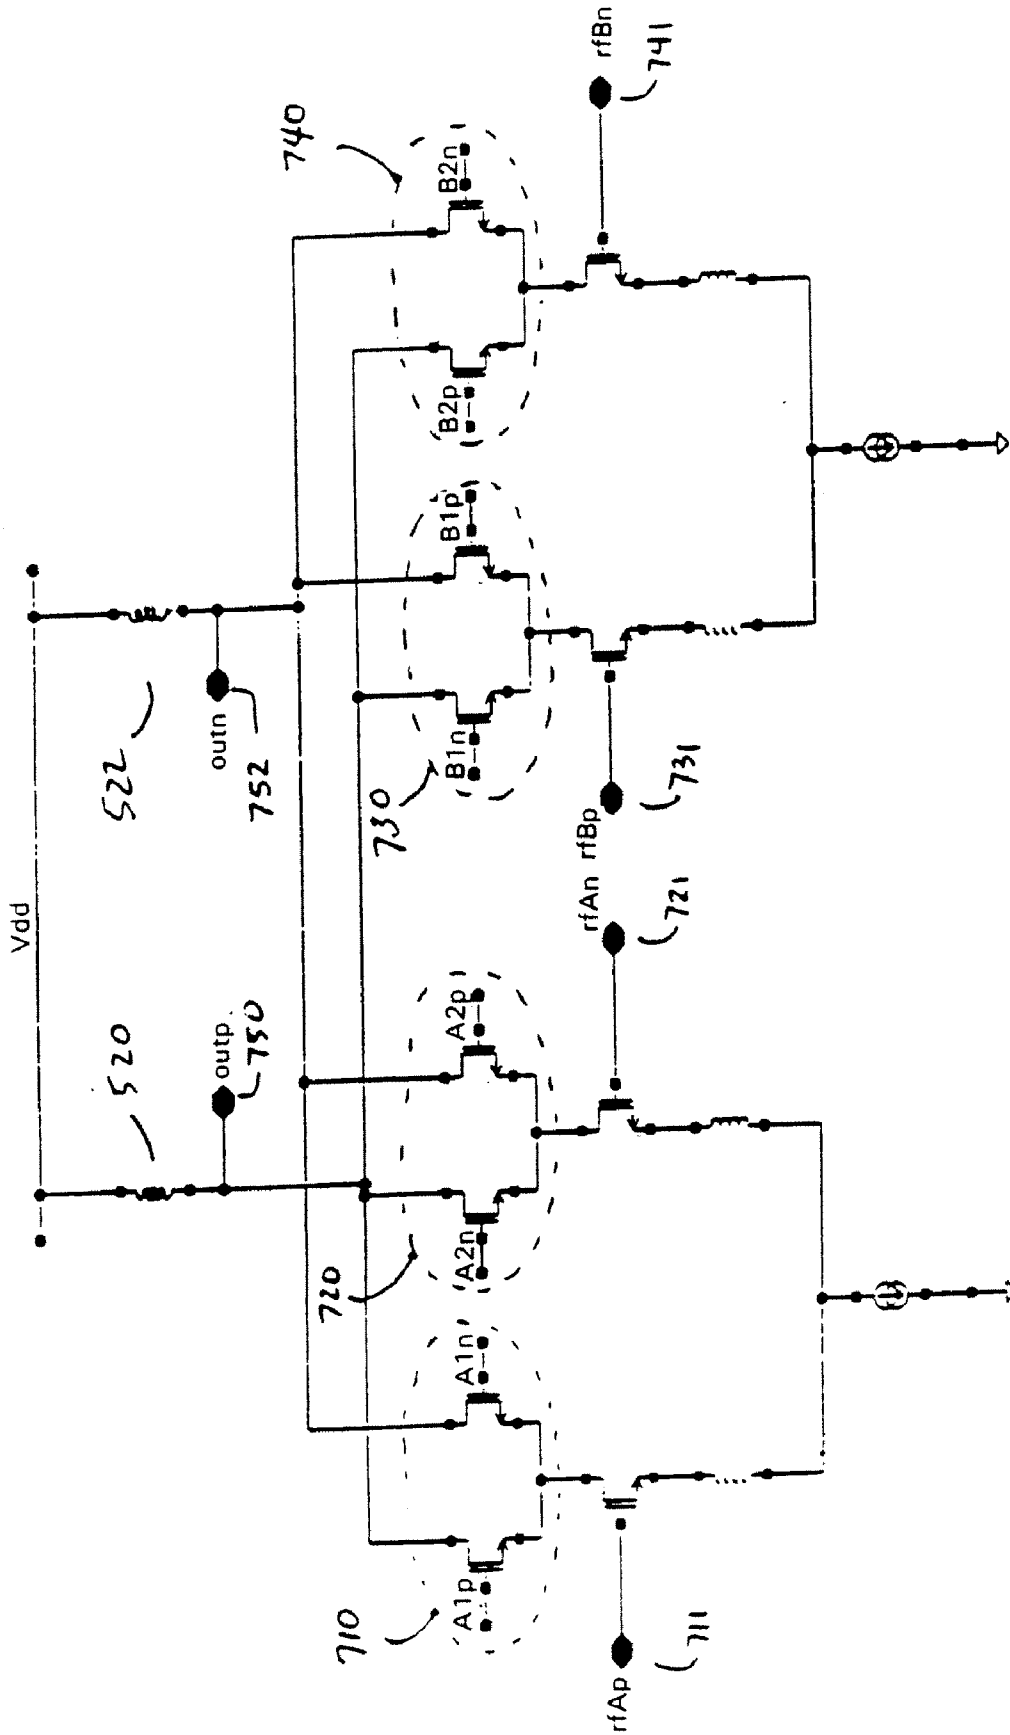 Vdd
520
522
outp
750
outn
752
710
720
730
740
A1p
A1n
A2n
A2p
B1n
B1p
B2p
B2n
rfAp
711
rfAn
721
rfBp
731
rfBn
741